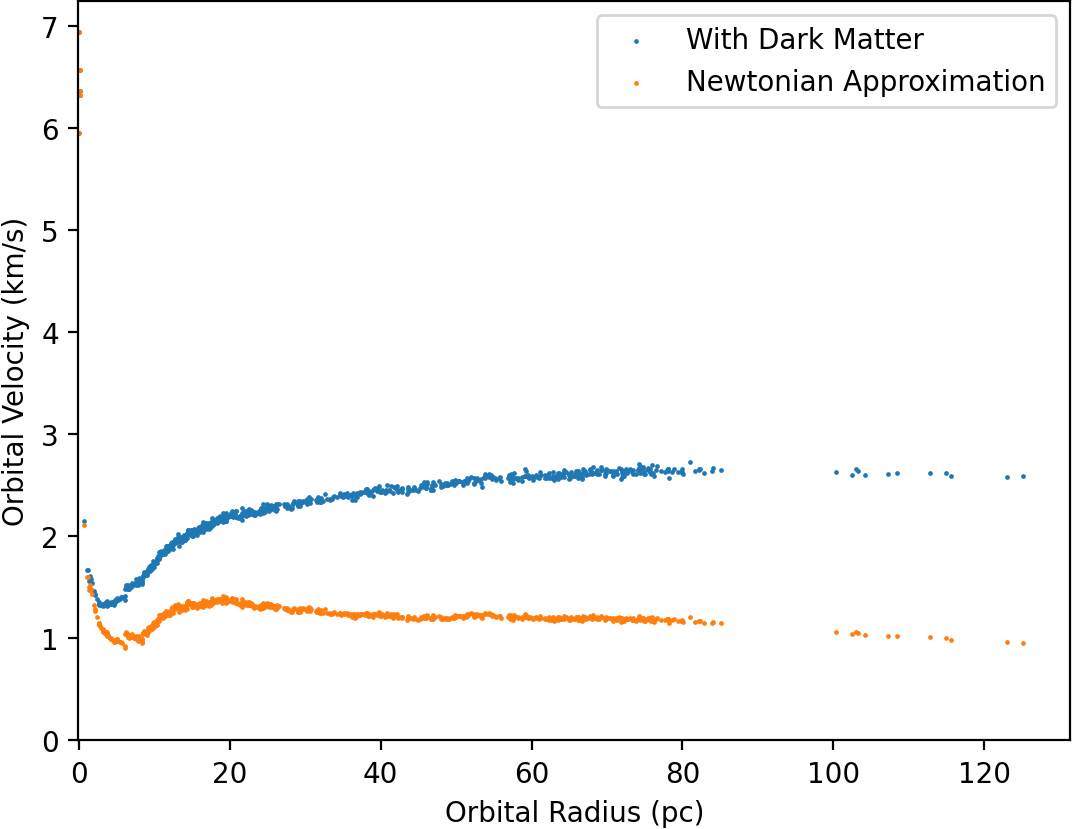 With Dark Matter
Newtonian Approximation
Orbital Velocity (km/s)
7
6
5
4
3
2
1
0
0 20 40 60 80 100 120
Orbital Radius (pc)